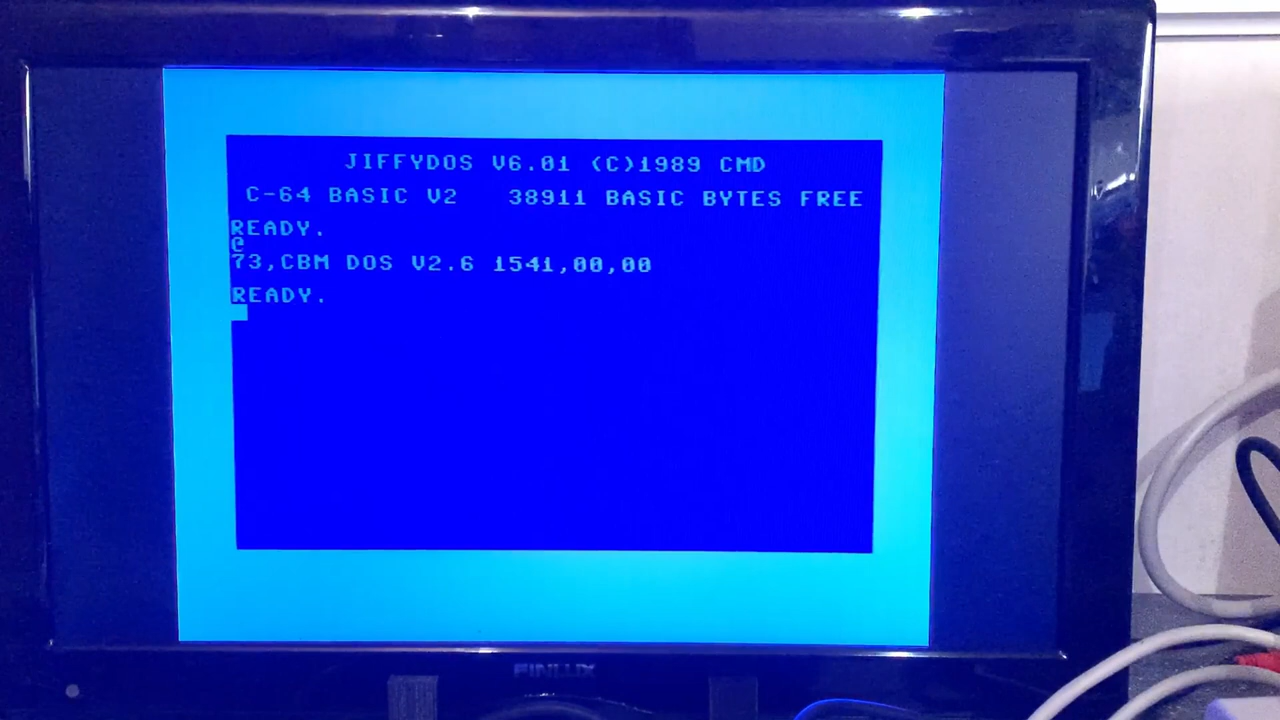 JIFFYDOS V6.01 (C)1989 CMD
C-64 BASIC V2 38911 BASIC BYTES FREE
READY.
@
73,CBM DOS V2.6 1541,00,00
READY.
FINLUX